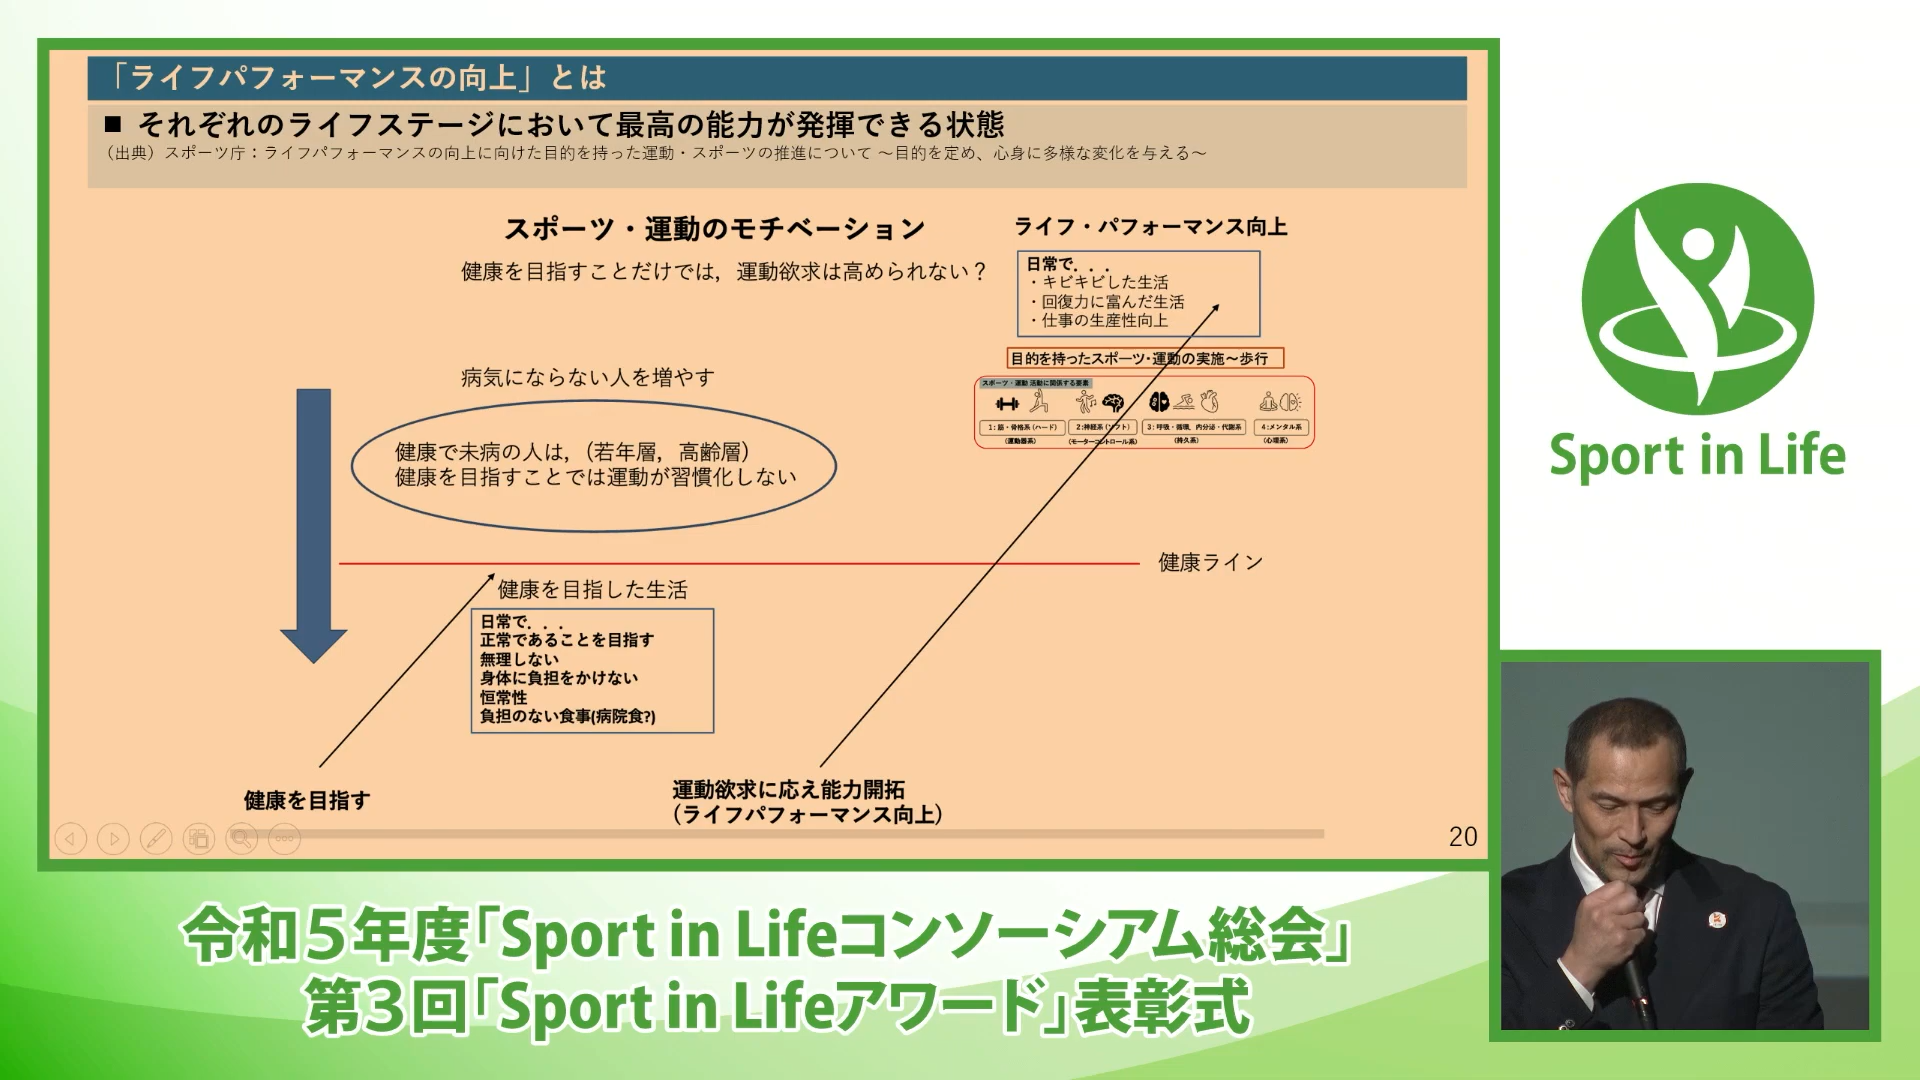 「ライフパフォーマンスの向上」とは
■ それぞれのライフステージにおいて最高の能力が発揮できる状態
（出典）スポーツ庁：ライフパフォーマンスの向上に向けた目的を持った運動・スポーツの推進について ～目的を定め、心身に多様な変化を与える～
スポーツ・運動のモチベーション
健康を目指すことだけでは，運動欲求は高められない？
ライフ・パフォーマンス向上
日常で．．．
・キビキビした生活
・回復力に富んだ生活
・仕事の生産性向上
目的を持ったスポーツ・運動の実施～歩行
スポーツ・運動 活動に関係する要素
1：筋・骨格系（ハード）
（運動器系）
2：神経系（ソフト）
（モーターコントロール系）
3：呼吸・循環、内分泌・代謝系
（持久系）
4：メンタル系
（心理系）
病気にならない人を増やす
健康で未病の人は，（若年層，高齢層）
健康を目指すことでは運動が習慣化しない
健康ライン
健康を目指した生活
日常で．．．
正常であることを目指す
無理しない
身体に負担をかけない
恒常性
負担のない食事(病院食?)
健康を目指す
運動欲求に応え能力開拓
（ライフパフォーマンス向上）
20
Sport in Life
令和５年度「Sport in Lifeコンソーシアム総会」
第３回「Sport in Lifeアワード」表彰式